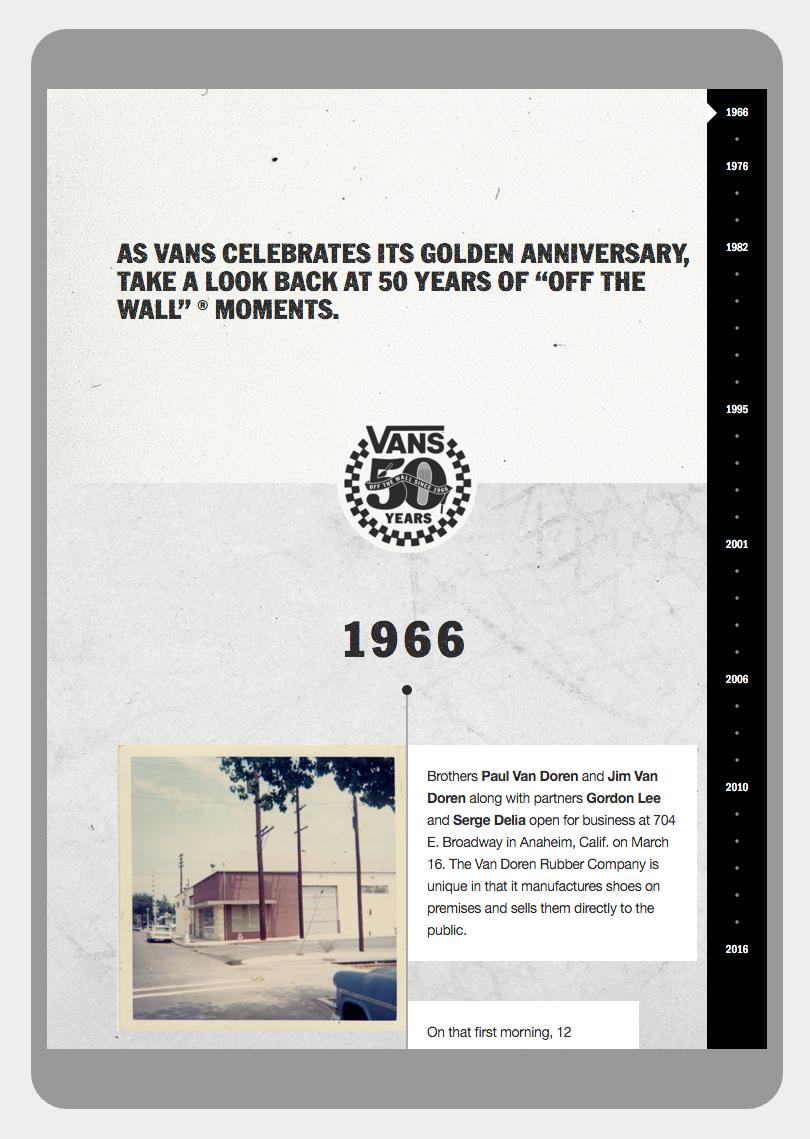 AS VANS CELEBRATES ITS GOLDEN ANNIVERSARY,
TAKE A LOOK BACK AT 50 YEARS OF “OFF THE
WALL” ® MOMENTS.
VANS
50
OFF THE WALL SINCE 1966
YEARS
1966
Brothers Paul Van Doren and Jim Van
Doren along with partners Gordon Lee
and Serge Delia open for business at 704
E. Broadway in Anaheim, Calif. on March
16. The Van Doren Rubber Company is
unique in that it manufactures shoes on
premises and sells them directly to the
public.
On that first morning, 12
1966
1976
1982
1995
2001
2006
2010
2016